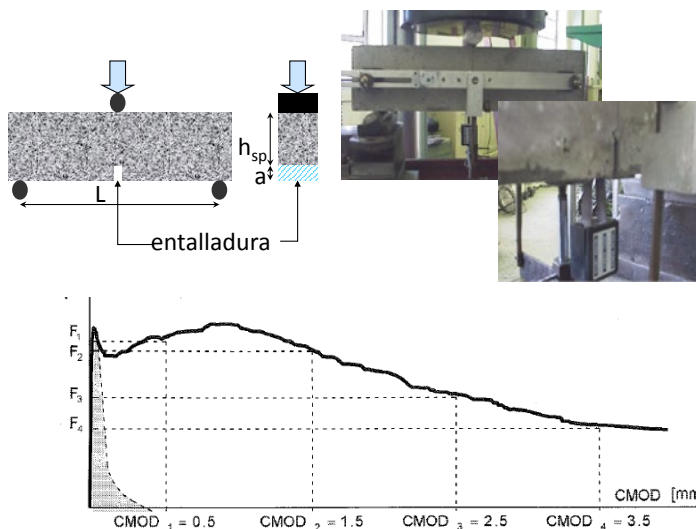 h_sp
a
L
entalladura
F₁
F₂
F₃
F₄
CMOD [mm
CMOD ₁ = 0.5
CMOD ₂ = 1.5
CMOD ₃ = 2.5
CMOD ₄ = 3.5